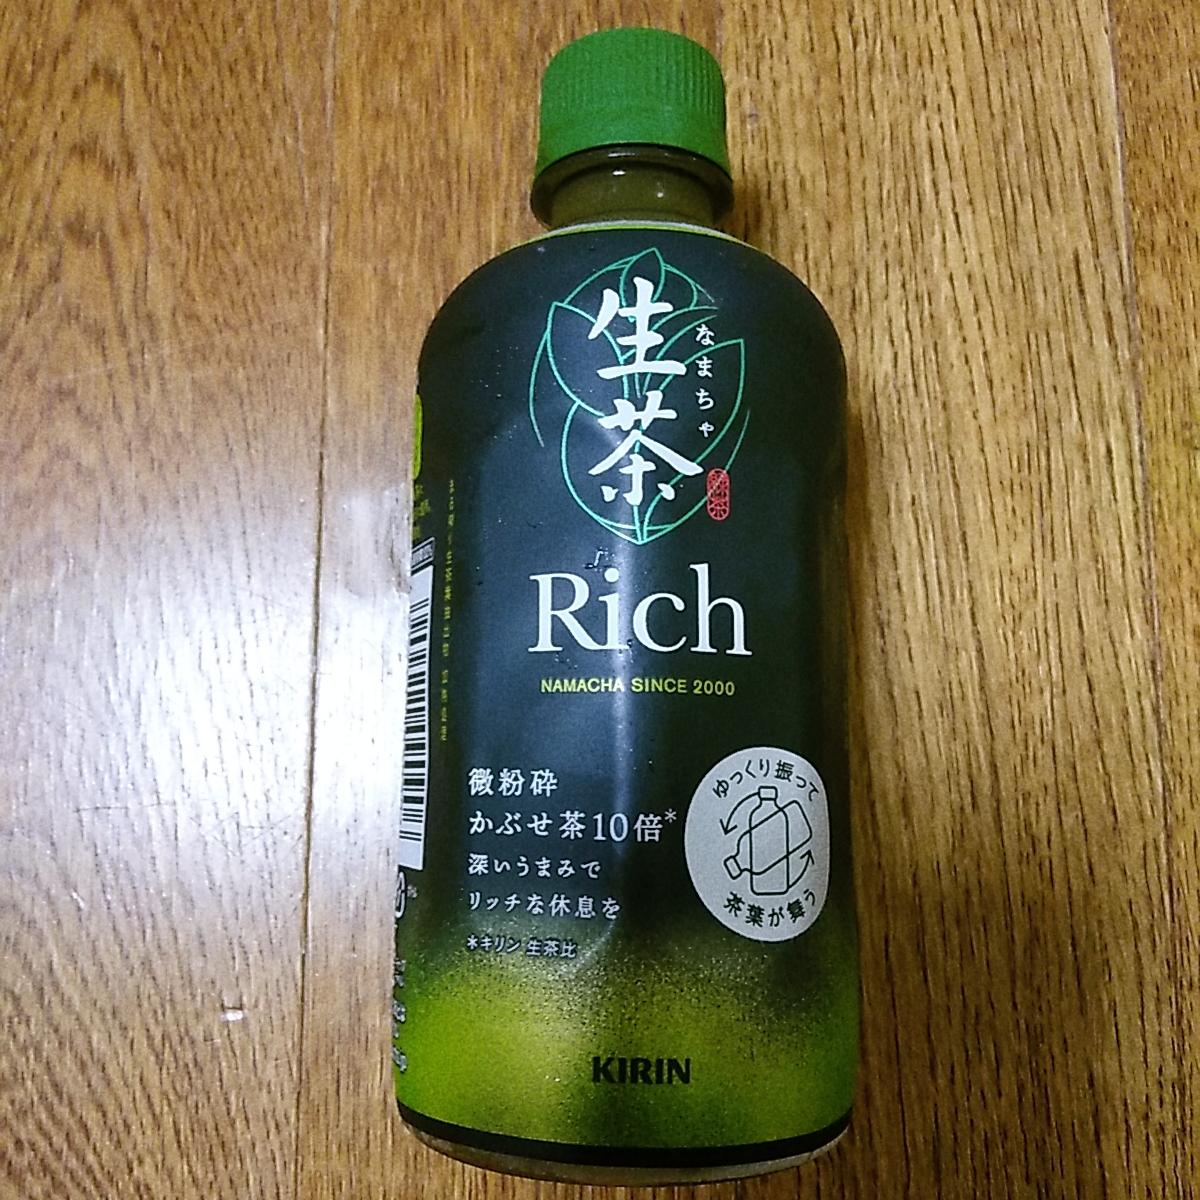 生茶
なまちゃ
Rich
NAMACHA SINCE 2000
微粉砕
かぶせ茶10倍*
深いうまみで
リッチな休息を
*キリン 生茶比
ゆっくり振って
茶葉が舞う
KIRIN